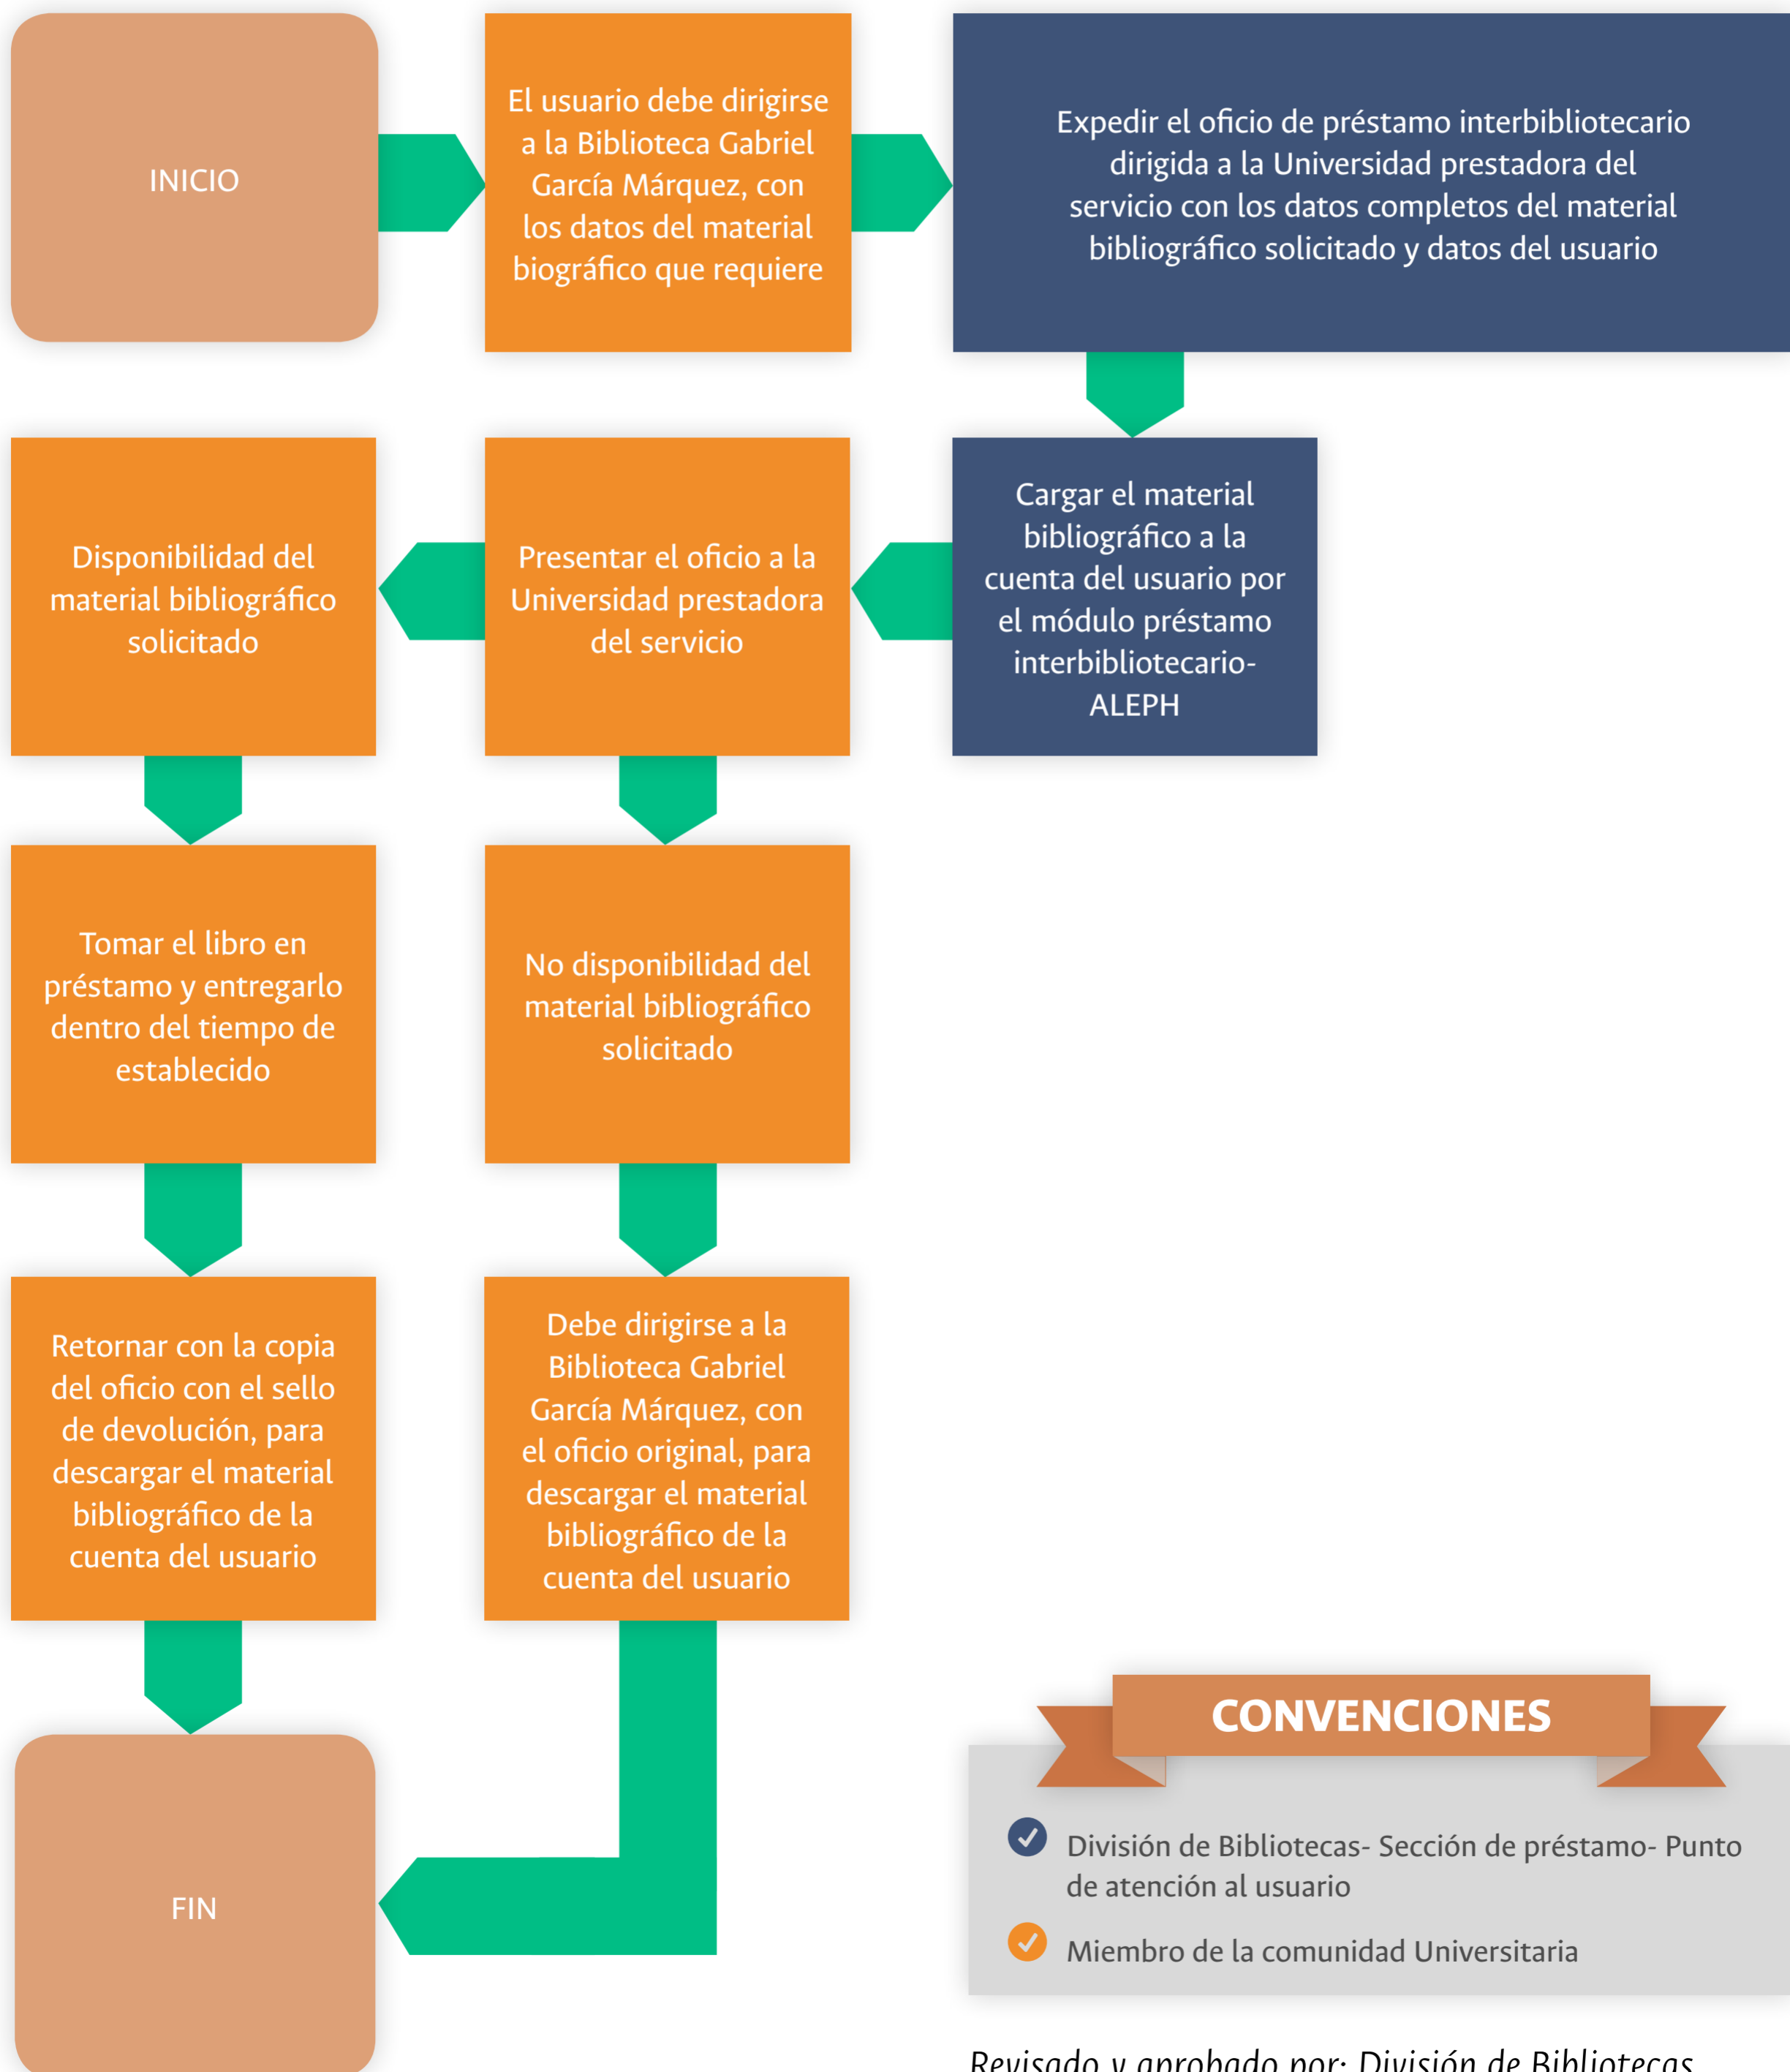 INICIO
El usuario debe dirigirse
a la Biblioteca Gabriel
García Márquez, con
los datos del material
biográfico que requiere
Expedir el oficio de préstamo interbibliotecario
dirigida a la Universidad prestadora del
servicio con los datos completos del material
bibliográfico solicitado y datos del usuario
Cargar el material
bibliográfico a la
cuenta del usuario por
el módulo préstamo
interbibliotecario-
ALEPH
Presentar el oficio a la
Universidad prestadora
del servicio
Disponibilidad del
material bibliográfico
solicitado
Tomar el libro en
préstamo y entregarlo
dentro del tiempo de
establecido
Retornar con la copia
del oficio con el sello
de devolución, para
descargar el material
bibliográfico de la
cuenta del usuario
No disponibilidad del
material bibliográfico
solicitado
Debe dirigirse a la
Biblioteca Gabriel
García Márquez, con
el oficio original, para
descargar el material
bibliográfico de la
cuenta del usuario
FIN
CONVENCIONES
División de Bibliotecas- Sección de préstamo- Punto
de atención al usuario
Miembro de la comunidad Universitaria
Revisado y aprobado por: División de Bibliotecas